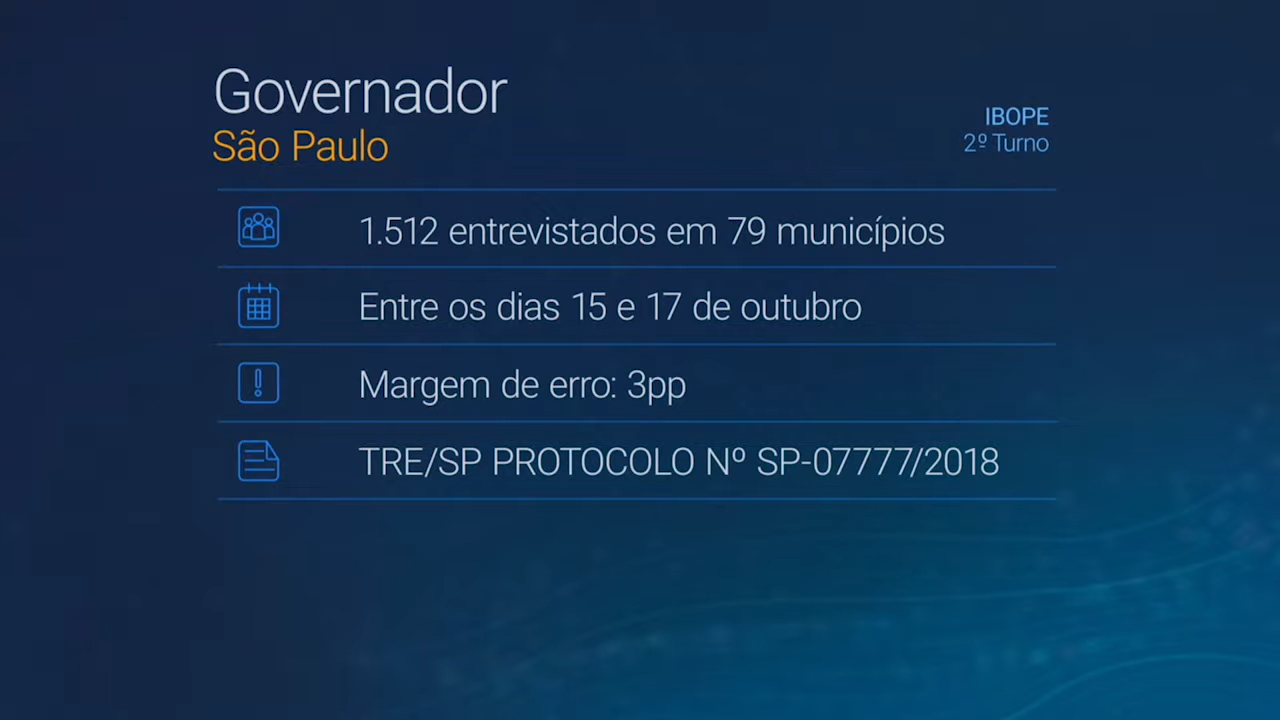 Governador
São Paulo
IBOPE
2º Turno
1.512 entrevistados em 79 municípios
Entre os dias 15 e 17 de outubro
Margem de erro: 3pp
TRE/SP PROTOCOLO Nº SP-07777/2018